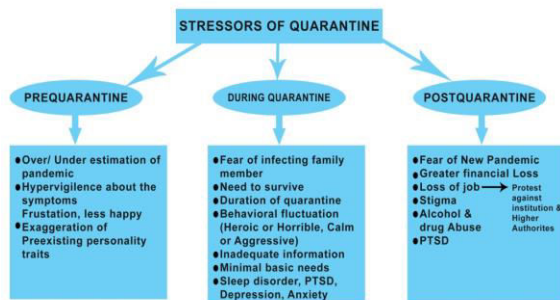 STRESSORS OF QUARANTINE
PREQUARANTINE
DURING QUARANTINE
POSTQUARANTINE
●Over/ Under estimation of
pandemic
●Hypervigilence about the
symptoms
Frustation, less happy
●Exaggeration of
Preexisting personality
traits
●Fear of infecting family
member
●Need to survive
●Duration of quarantine
●Behavioral fluctuation
(Heroic or Horrible, Calm
or Aggressive)
●Inadequate information
●Minimal basic needs
●Sleep disorder, PTSD,
Depression, Anxiety
●Fear of New Pandemic
●Greater financial Loss
●Loss of job → Protest
against
institution &
Higher
Authorites
●Stigma
●Alcohol &
drug Abuse
●PTSD